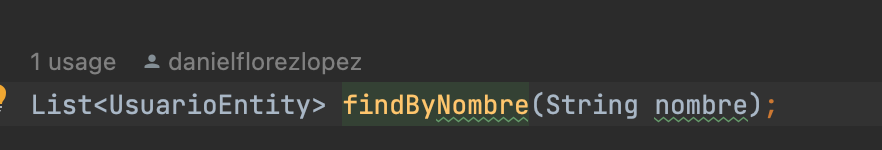 1 usage danielflorezlopez
List<UsuarioEntity> findByNombre(String nombre);